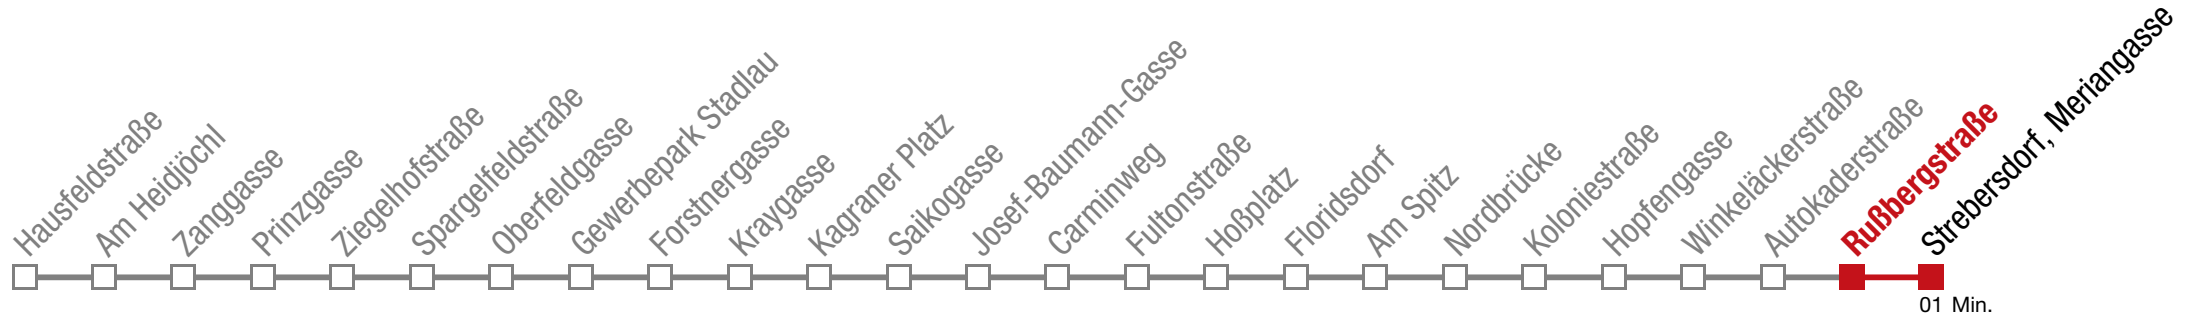 Hausfeldstraße
Am Heidjöchl
Zanggasse
Prinzgasse
Ziegelhofstraße
Spargelfeldstraße
Oberfeldgasse
Gewerbepark Stadlau
Forstnergasse
Kraygasse
Kagraner Platz
Saikogasse
Josef-Baumann-Gasse
Carminweg
Fultonstraße
Hoßplatz
Floridsdorf
Am Spitz
Nordbrücke
Koloniestraße
Hopfengasse
Winkeläckerstraße
Autokaderstraße
Rußbergstraße
Strebersdorf, Meriangasse
01 Min.